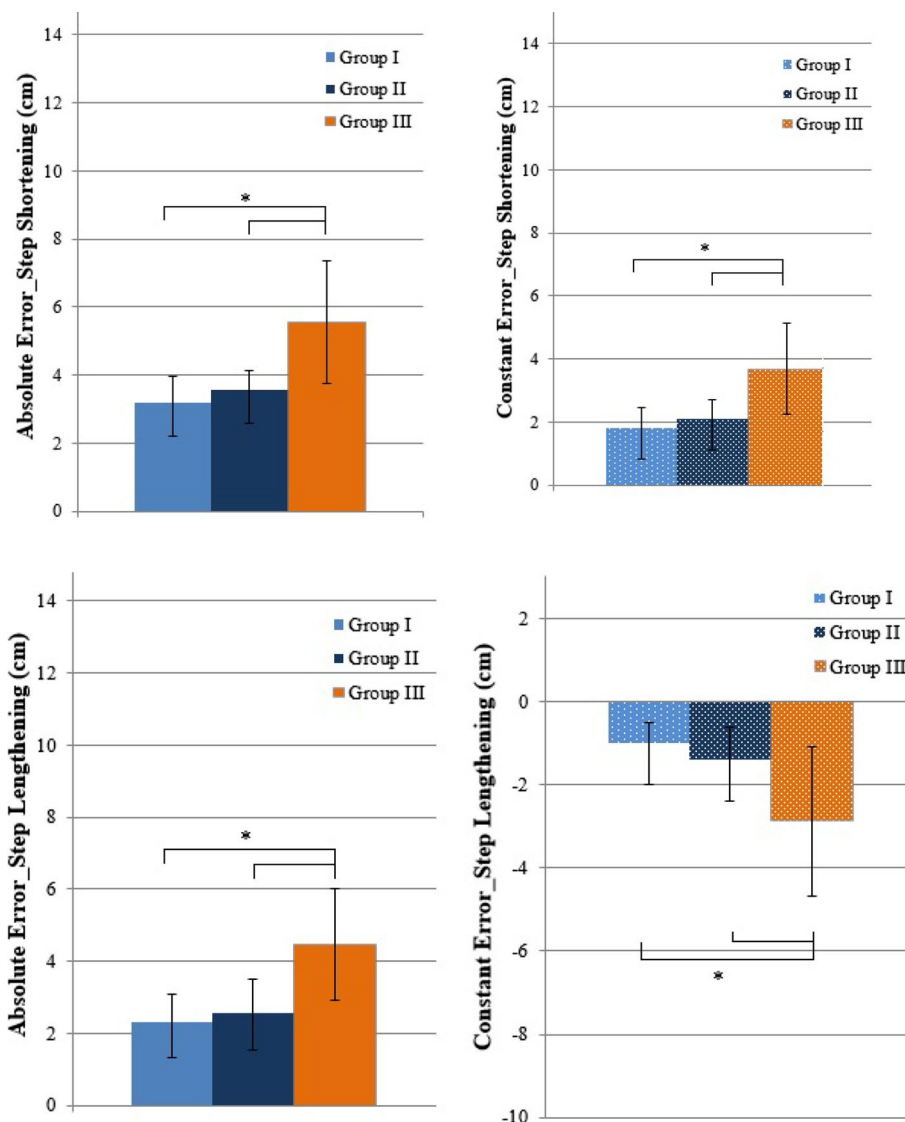 Absolute Error_Step Shortening (cm)
14
12
10
8
6
4
2
0
Group I
Group II
Group III
*
Constant Error_Step Shortening (cm)
14
12
10
8
6
4
2
0
Group I
Group II
Group III
*
Absolute Error_Step Lengthening (cm)
14
12
10
8
6
4
2
0
Group I
Group II
Group III
*
Constant Error_Step Lengthening (cm)
2
0
-2
-4
-6
-8
-10
Group I
Group II
Group III
*